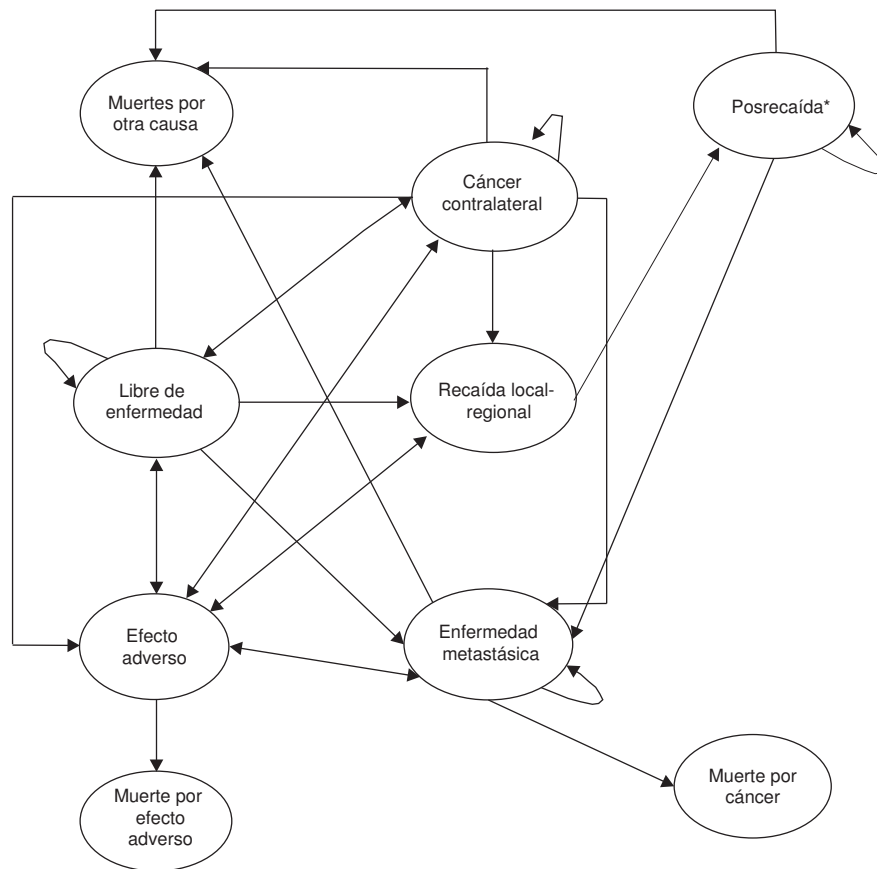 Muertes por
otra causa
Posrecaída*
Cáncer
contralateral
Libre de
enfermedad
Recaída local-
regional
Efecto
adverso
Enfermedad
metastásica
Muerte por
efecto
adverso
Muerte por
cáncer